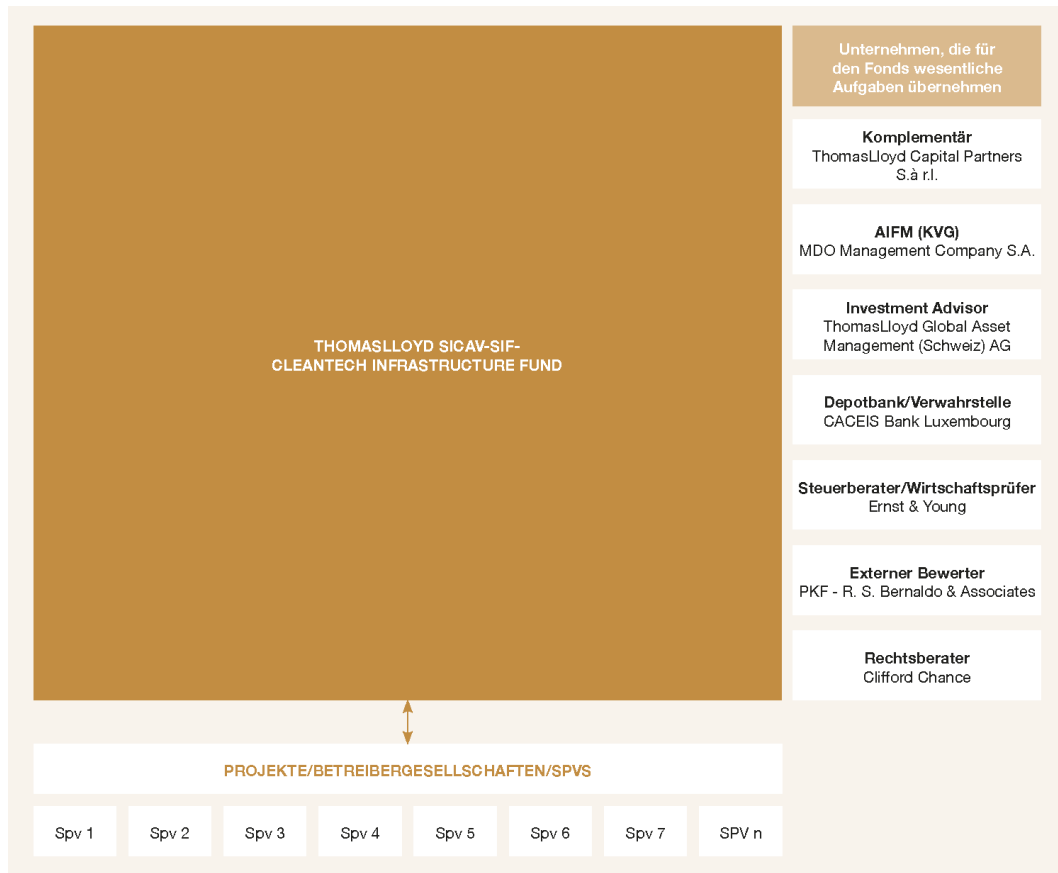 THOMASLLOYD SICAV-SIF-
CLEANTECH INFRASTRUCTURE FUND
Unternehmen, die für
den Fonds wesentliche
Aufgaben übernehmen
Komplementär
ThomasLloyd Capital Partners
S.à r.l.
AIFM (KVG)
MDO Management Company S.A.
Investment Advisor
ThomasLloyd Global Asset
Management (Schweiz) AG
Depotbank/Verwahrstelle
CACEIS Bank Luxembourg
Steuerberater/Wirtschaftsprüfer
Ernst & Young
Externer Bewerter
PKF - R. S. Bernaldo & Associates
Rechtsberater
Clifford Chance
PROJEKTE/BETREIBERGESELLSCHAFTEN/SPVS
Spv 1
Spv 2
Spv 3
Spv 4
Spv 5
Spv 6
Spv 7
SPV n